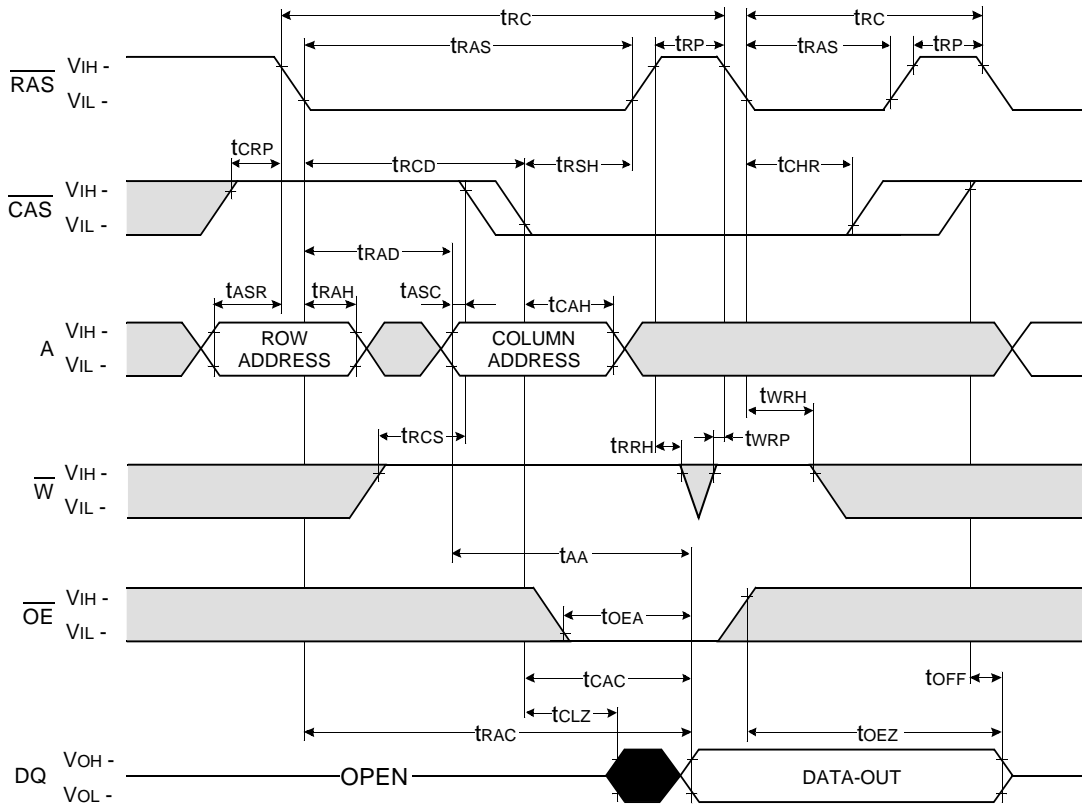 tRC tRC
tRAS tRP tRAS tRP
RAS VIH -
VIL -
tCRP tRCD tRSH tCHR
CAS VIH -
VIL -
tRAD
tASR tRAH tASC tCAH
A VIH -
VIL -
ROW ADDRESS
COLUMN ADDRESS
tWRH
tRCS tRRH tWRP
W VIH -
VIL -
tAA
OE VIH -
VIL -
tOEA
tCAC tOFF
tCLZ
tRAC tOEZ
DQ VOH -
VOL -
OPEN DATA-OUT